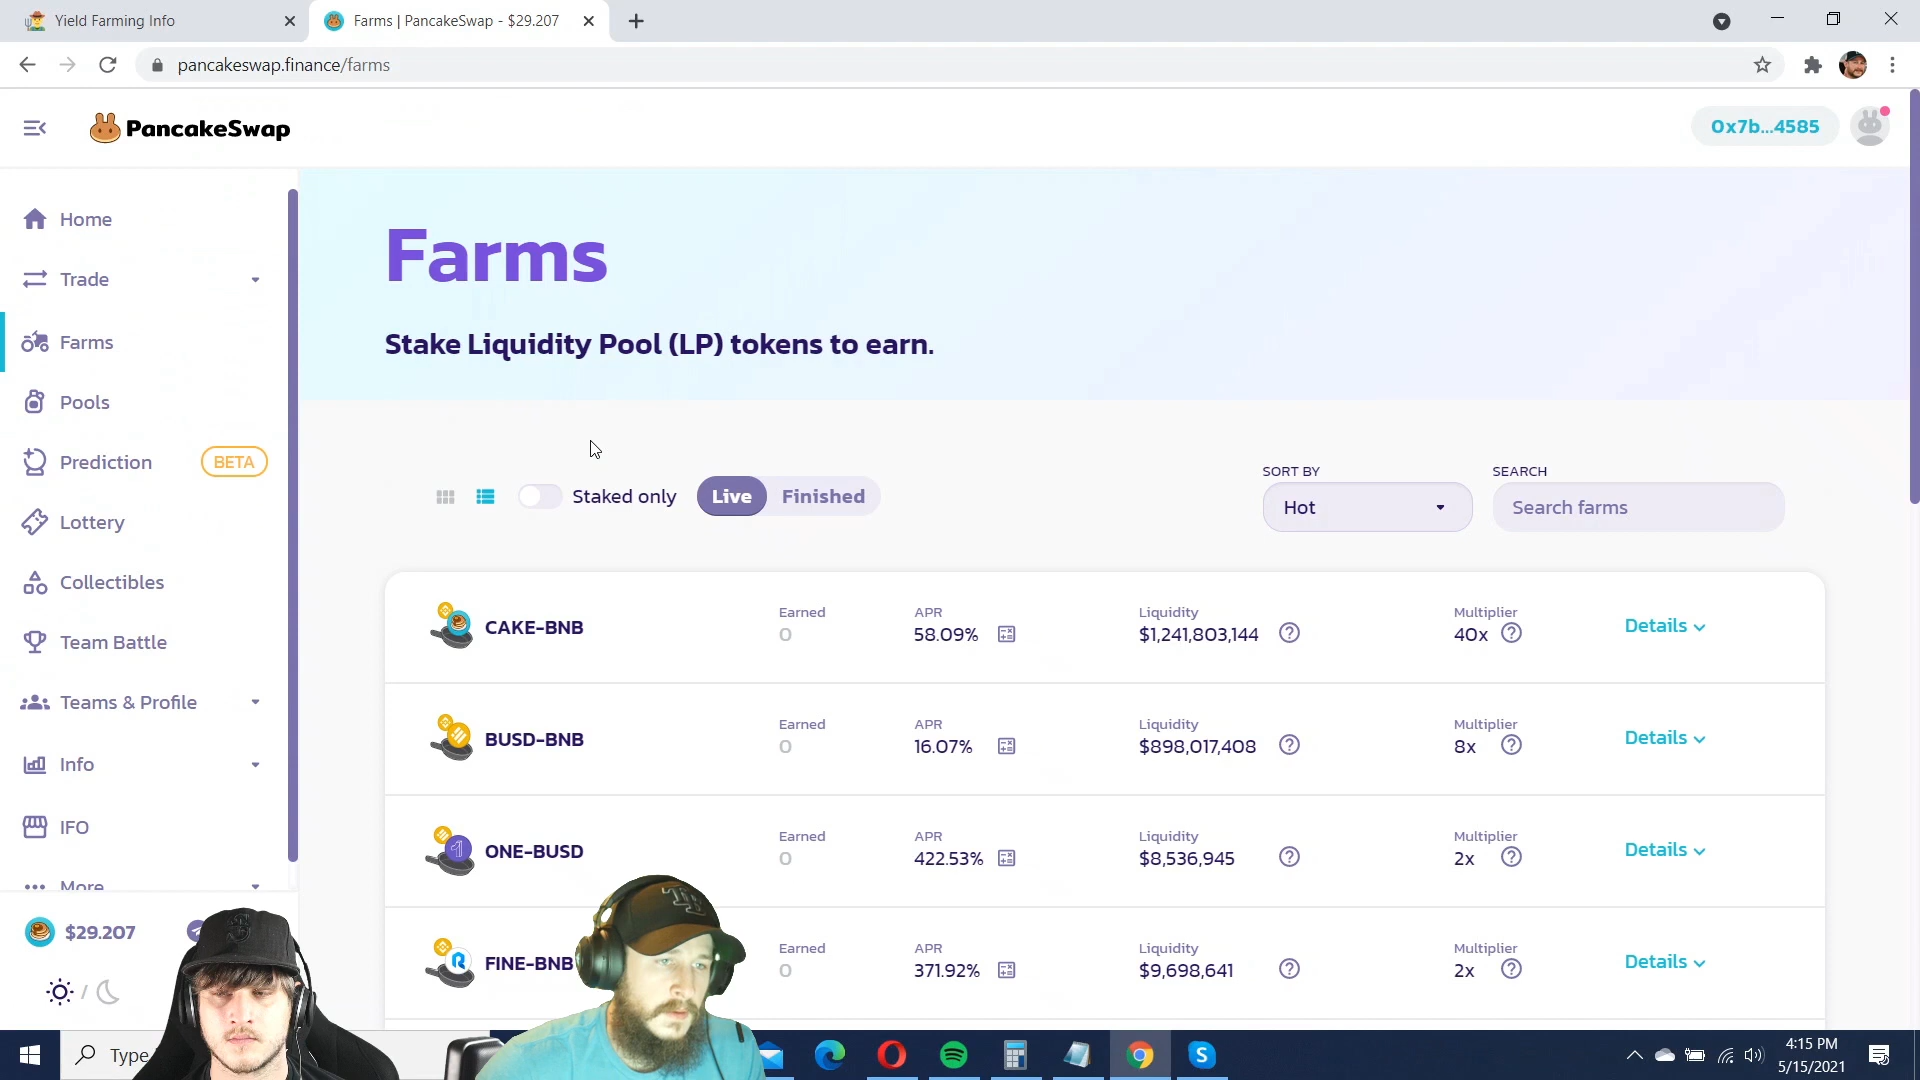 Yield Farming Info
Farms | PancakeSwap - $29.207
pancakeswap.finance/farms
PancakeSwap
0x7b...4585
Home
Trade
Farms
Pools
Prediction
BETA
Lottery
Collectibles
Team Battle
Teams & Profile
Info
IFO
More
$29.207
Farms
Stake Liquidity Pool (LP) tokens to earn.
Staked only
Live
Finished
SORT BY
Hot
SEARCH
Search farms
CAKE-BNB
Earned
0
APR
58.09%
Liquidity
$1,241,803,144
Multiplier
40x
Details
BUSD-BNB
Earned
0
APR
16.07%
Liquidity
$898,017,408
Multiplier
8x
Details
ONE-BUSD
Earned
0
APR
422.53%
Liquidity
$8,536,945
Multiplier
2x
Details
FINE-BNB
Earned
0
APR
371.92%
Liquidity
$9,698,641
Multiplier
2x
Details
Type
4:15 PM
5/15/2021